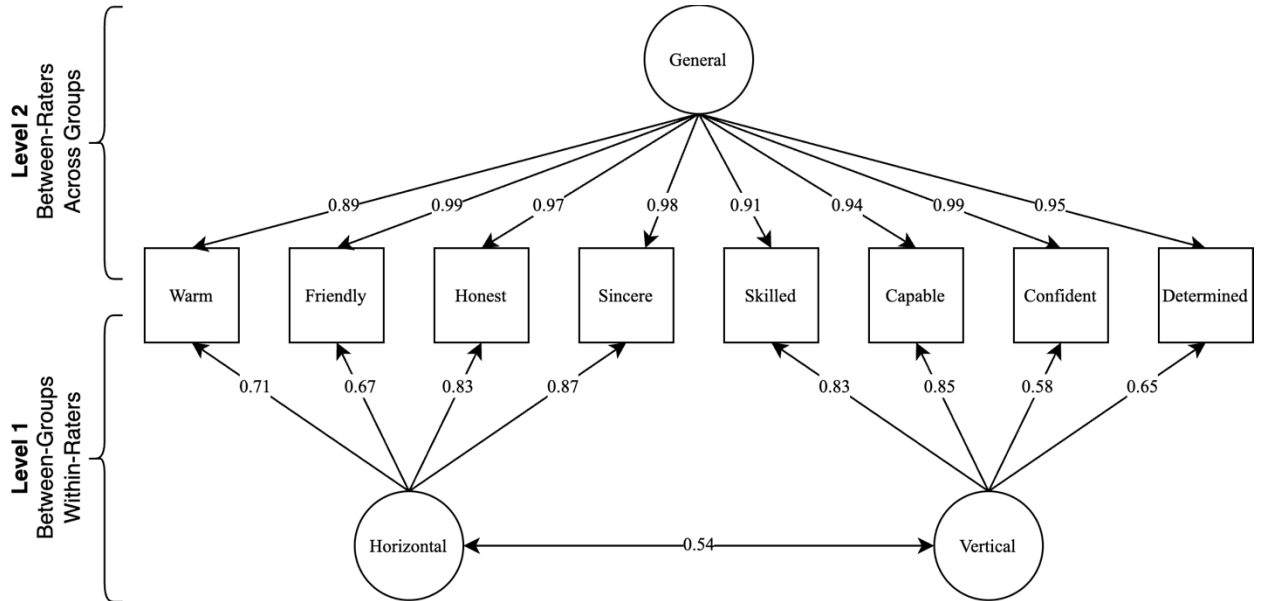 General
Level 2
Between-Raters
Across Groups
0.89
0.99
0.97
0.98
0.91
0.94
0.99
0.95
Warm
Friendly
Honest
Sincere
Skilled
Capable
Confident
Determined
Level 1
Between-Groups
Within-Raters
0.71
0.67
0.83
0.87
0.83
0.85
0.58
0.65
Horizontal
0.54
Vertical